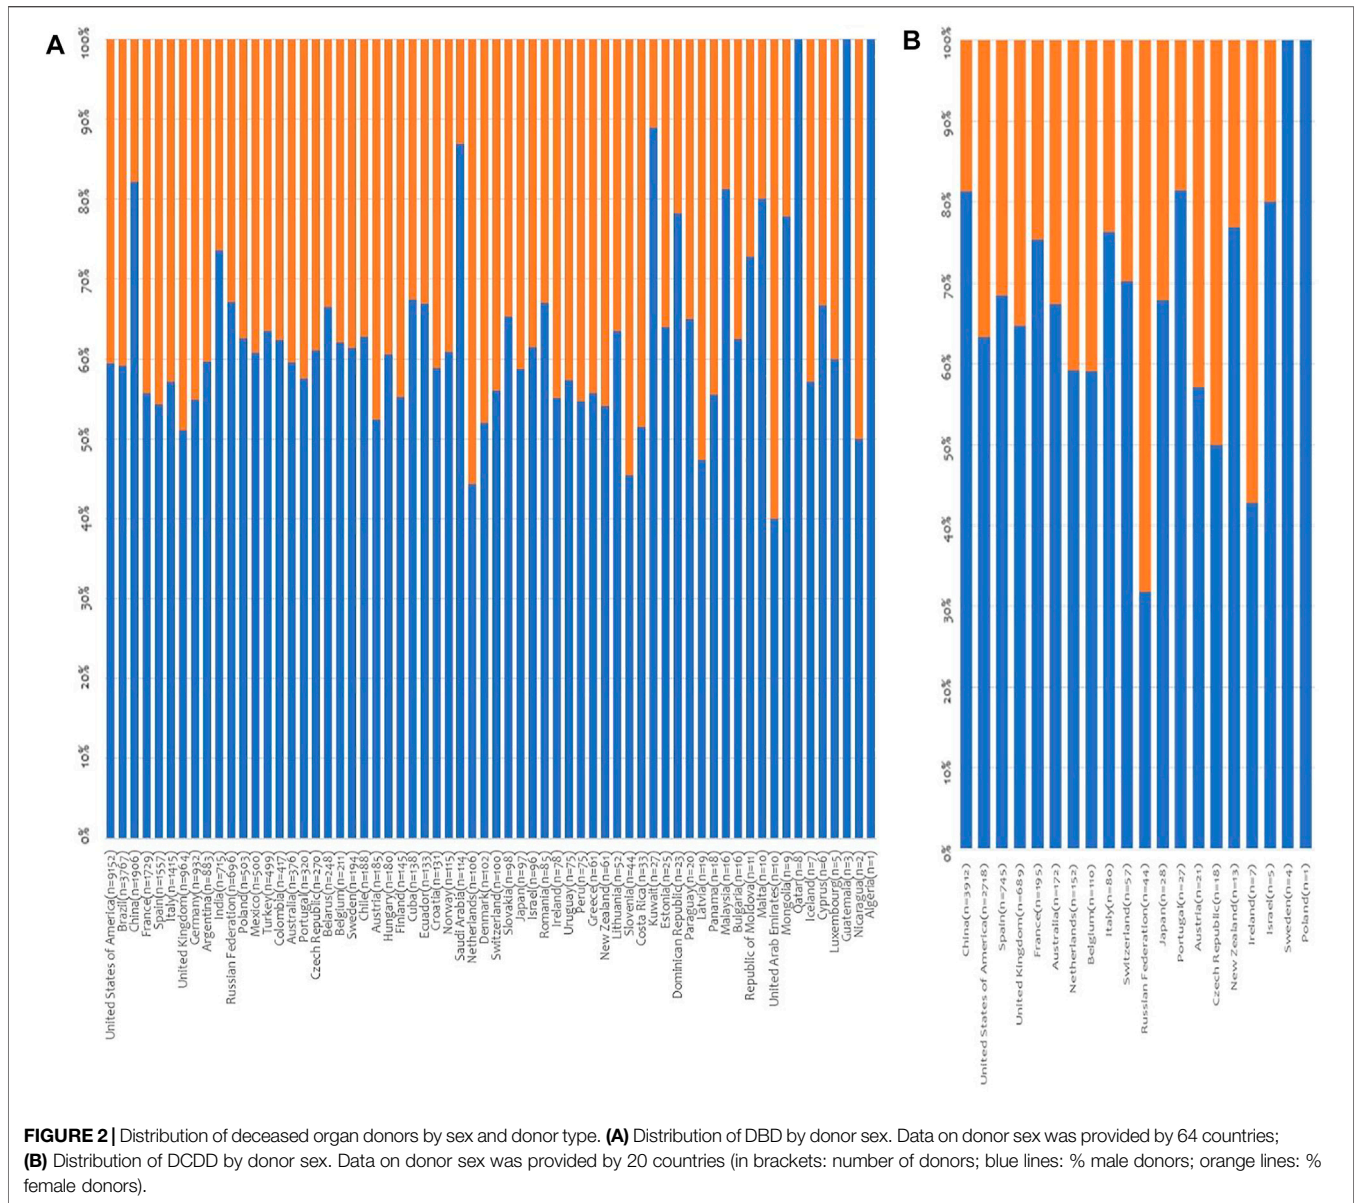 A
100%
90%
80%
70%
60%
50%
40%
30%
20%
10%
0%
United States of America(n=9152)
Brazil(n=3767)
China(n=1906)
France(n=1729)
Spain(n=1557)
Italy(n=1415)
United Kingdom(n=964)
Germany(n=932)
Argentina(n=883)
India(n=715)
Russian Federation(n=696)
Poland(n=503)
Mexico(n=500)
Turkey(n=499)
Colombia(n=417)
Australia(n=376)
Portugal(n=320)
Czech Republic(n=270)
Belarus(n=248)
Belgium(n=211)
Sweden(n=194)
Chile(n=188)
Austria(n=185)
Hungary(n=180)
Finland(n=145)
Cuba(n=138)
Ecuador(n=133)
Croatia(n=131)
Norway(n=115)
Saudi Arabia(n=114)
Netherlands(n=106)
Denmark(n=102)
Switzerland(n=100)
Slovakia(n=98)
Japan(n=97)
Israel(n=96)
Romania(n=85)
Ireland(n=78)
Uruguay(n=75)
Peru(n=75)
Greece(n=61)
New Zealand(n=61)
Lithuania(n=52)
Slovenia(n=44)
Costa Rica(n=33)
Kuwait(n=27)
Estonia(n=25)
Dominican Republic(n=23)
Paraguay(n=20)
Latvia(n=19)
Panama(n=18)
Malaysia(n=16)
Bulgaria(n=16)
Republic of Moldova(n=11)
Malta(n=10)
United Arab Emirates(n=10)
Mongolia(n=9)
Qatar(n=8)
Iceland(n=7)
Cyprus(n=6)
Luxembourg(n=5)
Guatemala(n=3)
Nicaragua(n=2)
Algeria(n=1)
B
100%
90%
80%
70%
60%
50%
40%
30%
20%
10%
0%
China(n=3912)
United States of America(n=2718)
Spain(n=745)
United Kingdom(n=689)
France(n=195)
Australia(n=172)
Netherlands(n=152)
Belgium(n=110)
Italy(n=80)
Switzerland(n=57)
Russian Federation(n=44)
Japan(n=28)
Portugal(n=27)
Austria(n=21)
Czech Republic(n=18)
New Zealand(n=13)
Ireland(n=7)
Israel(n=5)
Sweden(n=4)
Poland(n=1)
FIGURE 2 | Distribution of deceased organ donors by sex and donor type. (A) Distribution of DBD by donor sex. Data on donor sex was provided by 64 countries;
(B) Distribution of DCDD by donor sex. Data on donor sex was provided by 20 countries (in brackets: number of donors; blue lines: % male donors; orange lines: %
female donors).